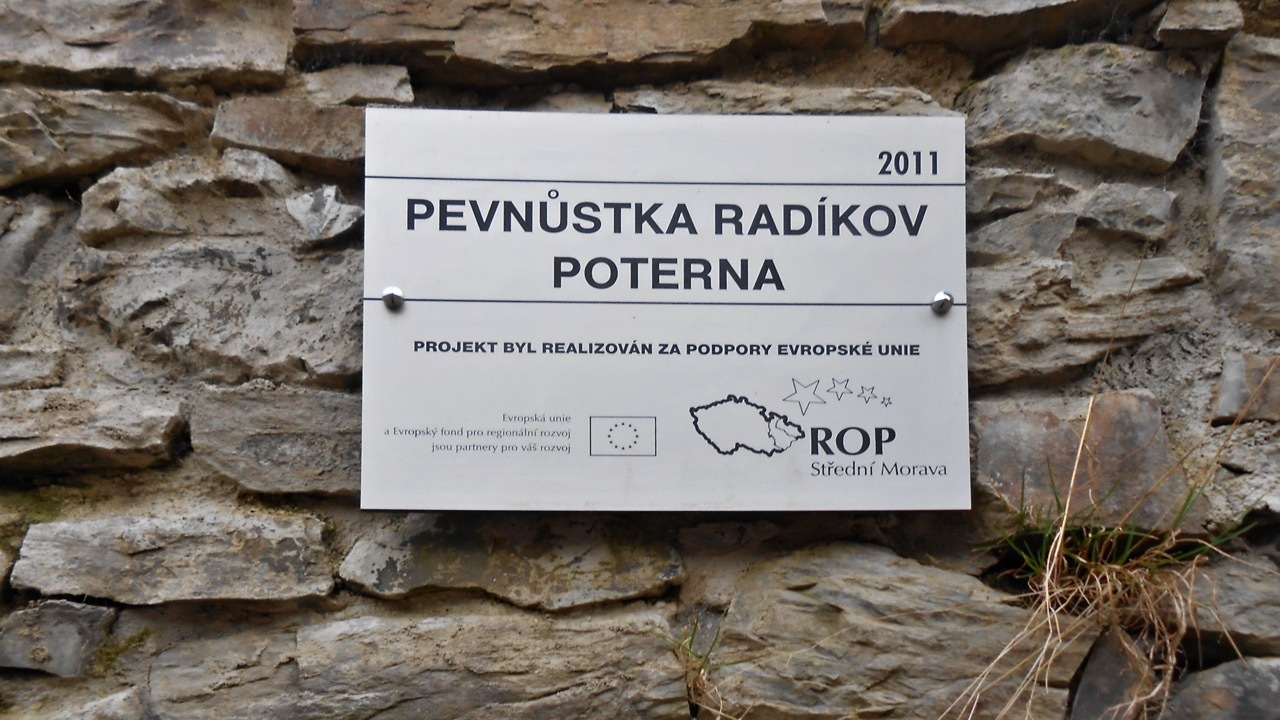 2011
PEVNŮSTKA RADÍKOV
POTERNA
PROJEKT BYL REALIZOVÁN ZA PODPORY EVROPSKÉ UNIE
Evropská unie
a Evropský fond pro regionální rozvoj
jsou partnery pro váš rozvoj
ROP
Střední Morava